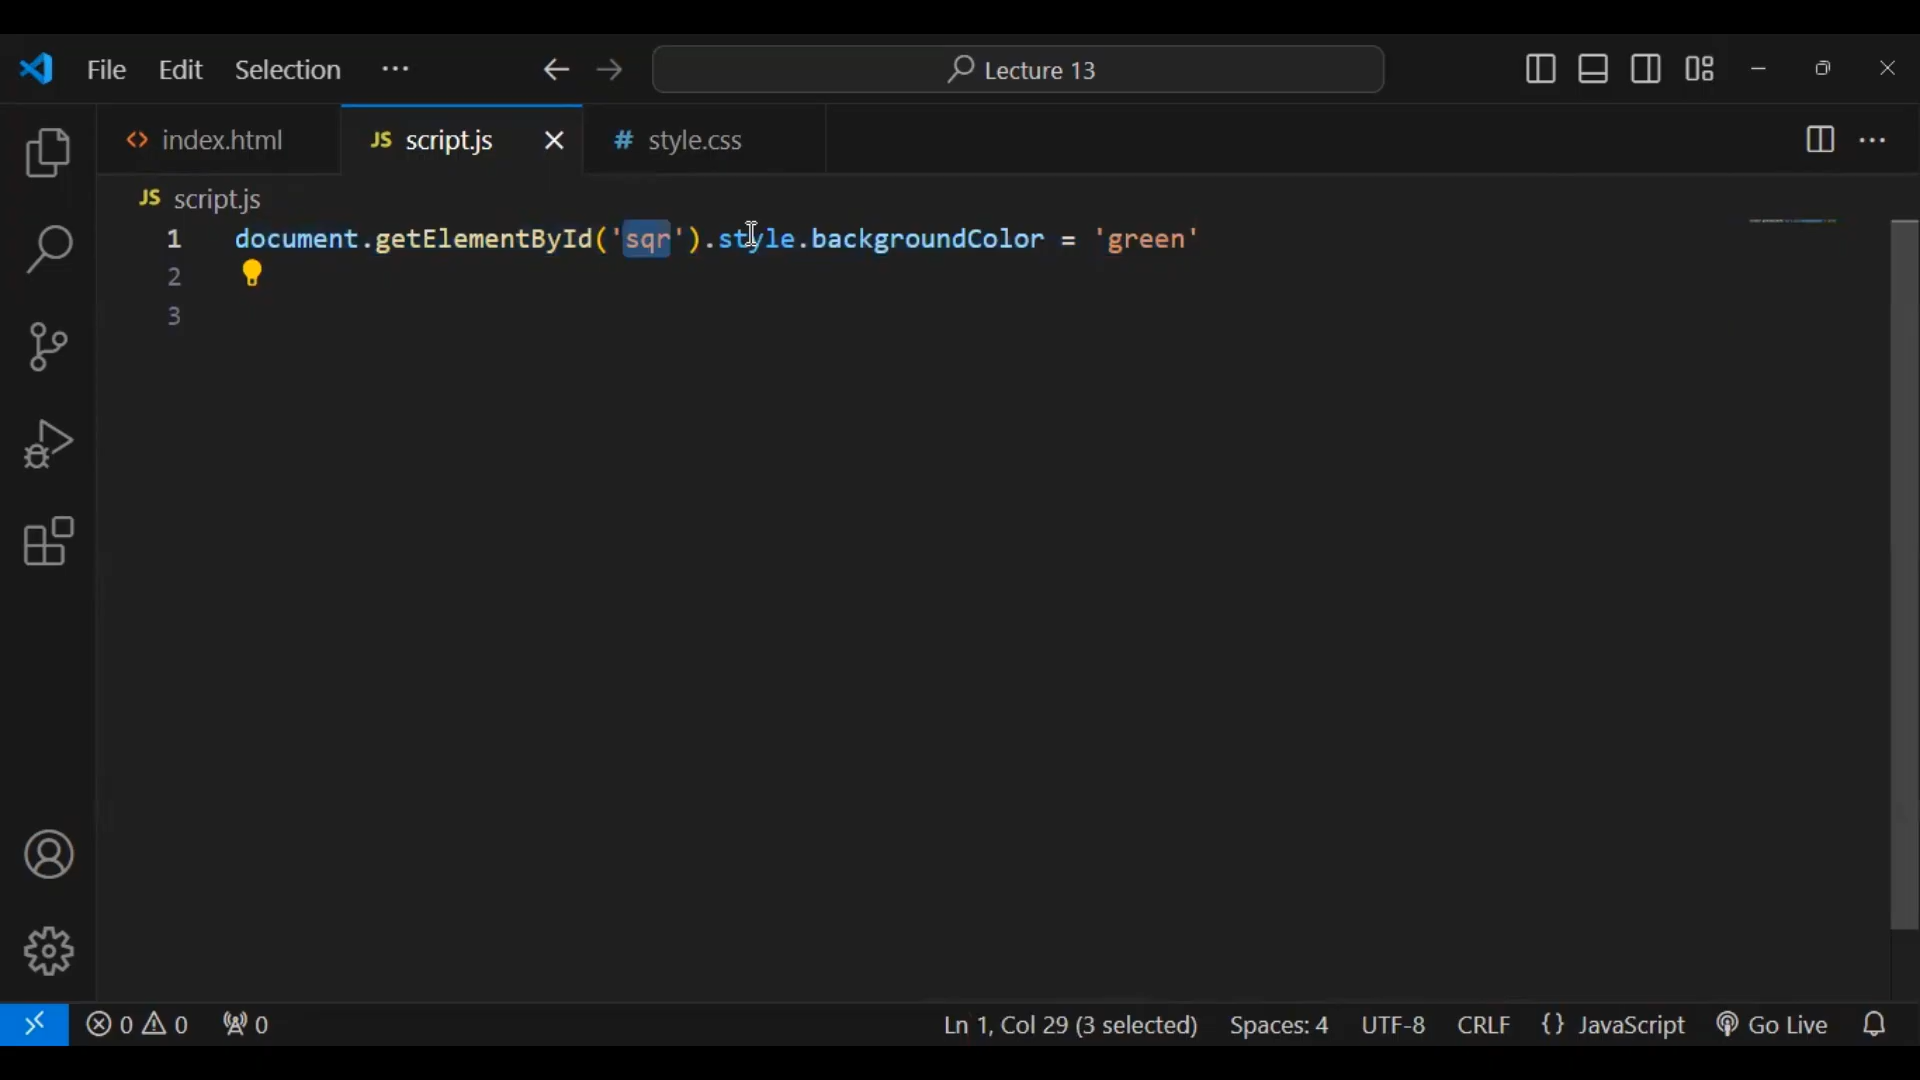 File Edit Selection ··· Lecture 13
index.html JS script.js # style.css
JS script.js
1 document.getElementById('sqr').style.backgroundColor = 'green'
2
3
0 0 0 Ln 1, Col 29 (3 selected) Spaces: 4 UTF-8 CRLF {} JavaScript Go Live